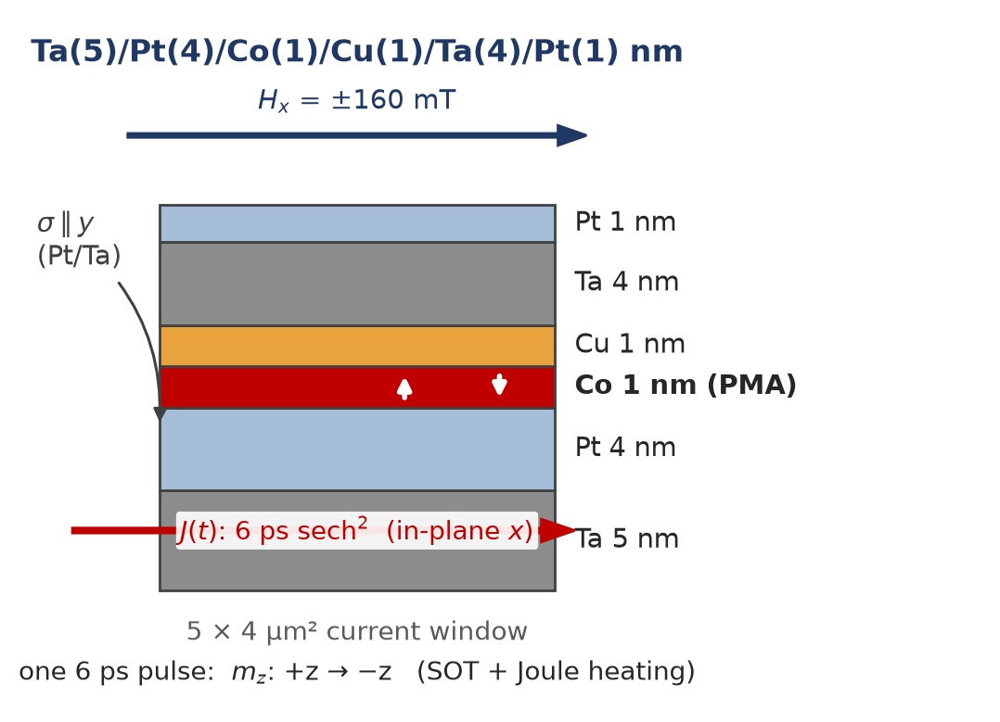 Ta(5)/Pt(4)/Co(1)/Cu(1)/Ta(4)/Pt(1) nm
Hₓ = ±160 mT
σ ∥ y
(Pt/Ta)
Pt 1 nm
Ta 4 nm
Cu 1 nm
Co 1 nm (PMA)
Pt 4 nm
J(t): 6 ps sech² (in-plane x)
Ta 5 nm
5 × 4 µm² current window
one 6 ps pulse: m_z: +z → −z (SOT + Joule heating)